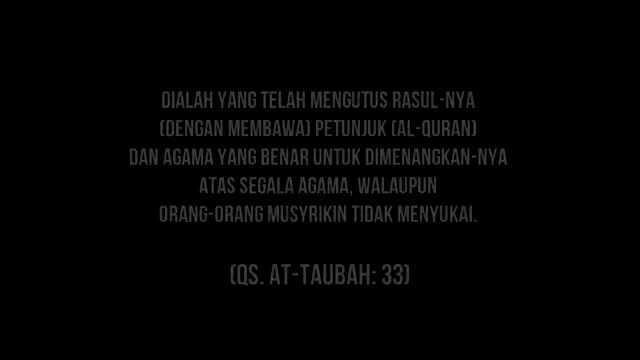 DIALAH YANG TELAH MENGUTUS RASUL-NYA
(DENGAN MEMBAWA) PETUNJUK (AL-QURAN)
DAN AGAMA YANG BENAR UNTUK DIMENANGKAN-NYA
ATAS SEGALA AGAMA, WALAUPUN
ORANG-ORANG MUSYRIKIN TIDAK MENYUKAI.
(QS. AT-TAUBAH: 33)